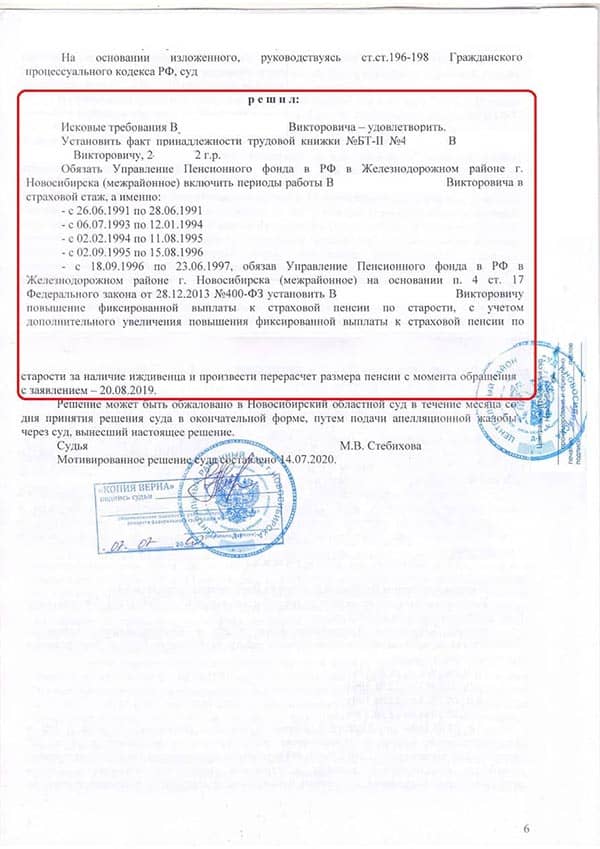 На основании изложенного, руководствуясь ст.ст.196-198 Гражданского
процессуального кодекса РФ, суд
р е ш и л:
Исковые требования В. Викторовича – удовлетворить.
Установить факт принадлежности трудовой книжки №БТ-II №4 В
Викторовичу, 2 2 г.р.
Обязать Управление Пенсионного фонда в РФ в Железнодорожном районе г.
Новосибирска (межрайонное) включить периоды работы В Викторовича в
страховой стаж, а именно:
- с 26.06.1991 по 28.06.1991
- с 06.07.1993 по 12.01.1994
- с 02.02.1994 по 11.08.1995
- с 02.09.1995 по 15.08.1996
- с 18.09.1996 по 23.06.1997, обязав Управление Пенсионного фонда в РФ в
Железнодорожном районе г. Новосибирска (межрайонное) на основании п. 4 ст. 17
Федерального закона от 28.12.2013 №400-ФЗ установить В Викторовичу
повышение фиксированной выплаты к страховой пенсии по старости, с учетом
дополнительного увеличения повышения фиксированной выплаты к страховой пенсии по
старости за наличие иждивенца и произвести перерасчет размера пенсии с момента обращения
с заявлением – 20.08.2019.
Решение может быть обжаловано в Новосибирский областной суд в течение месяца со
дня принятия решения суда в окончательной форме, путем подачи апелляционной жалобы
через суд, вынесший настоящее решение.
Судья М.В. Стебихова
Мотивированное решение суда составлено 14.07.2020.
«КОПИЯ ВЕРНА»
подпись судьи
6